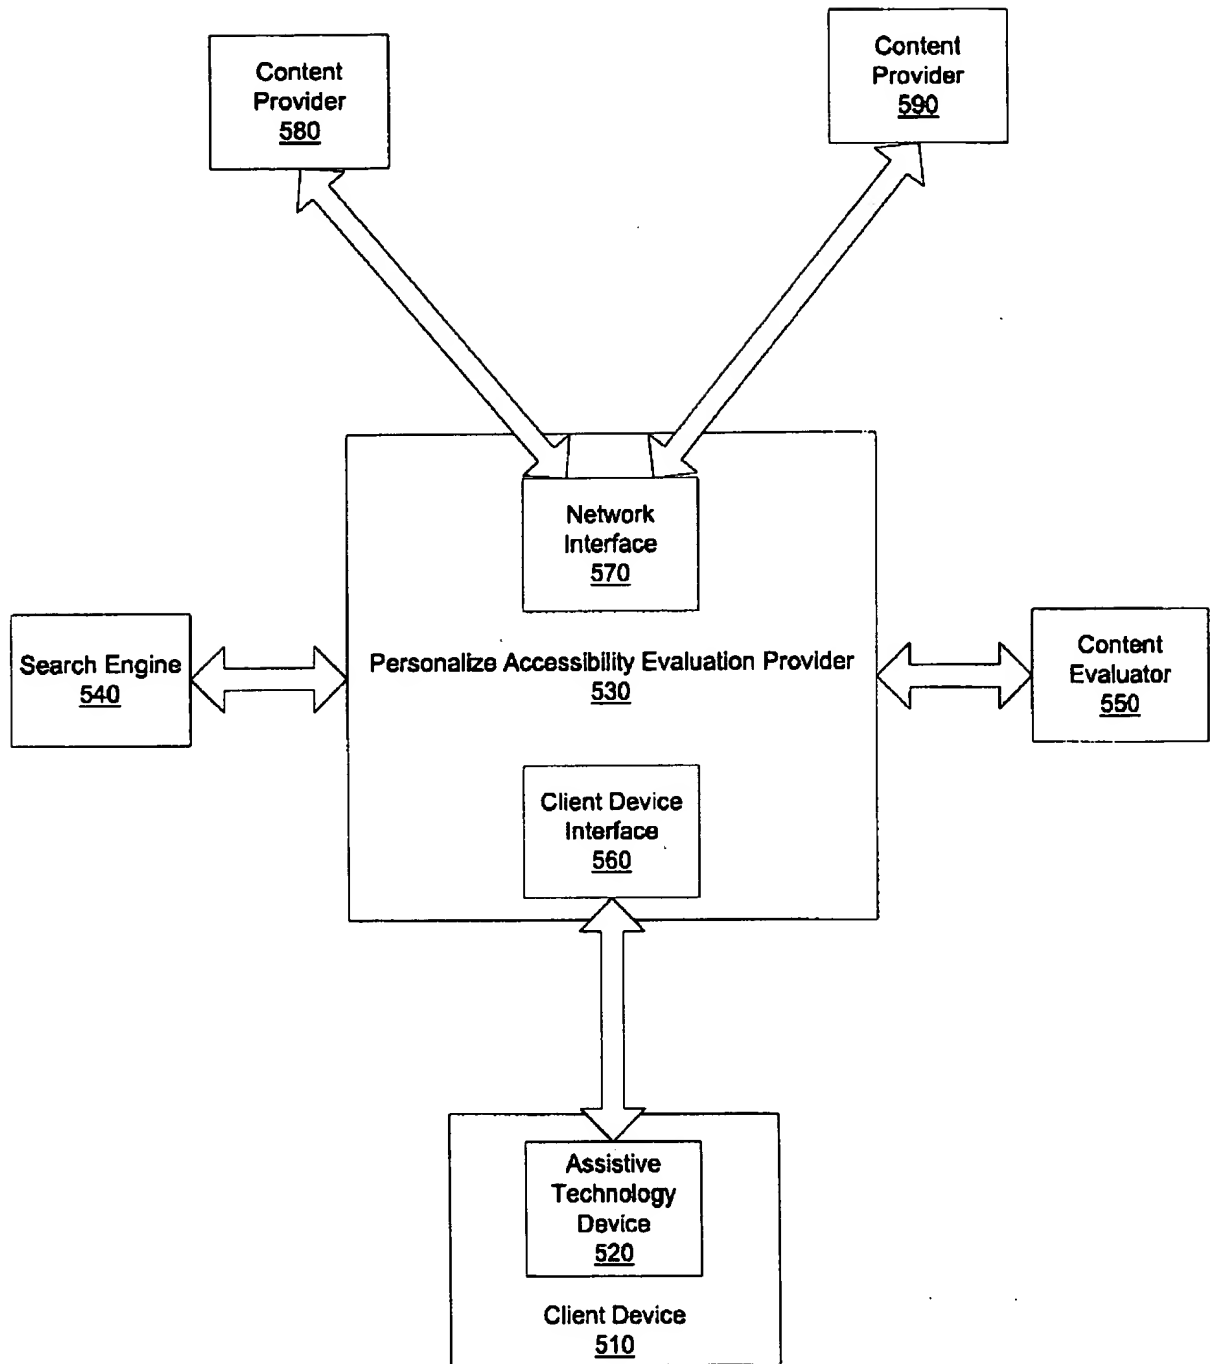 Content
Provider
580
Content
Provider
590
Network
Interface
570
Search Engine
540
Personalize Accessibility Evaluation Provider
530
Content
Evaluator
550
Client Device
Interface
560
Assistive
Technology
Device
520
Client Device
510